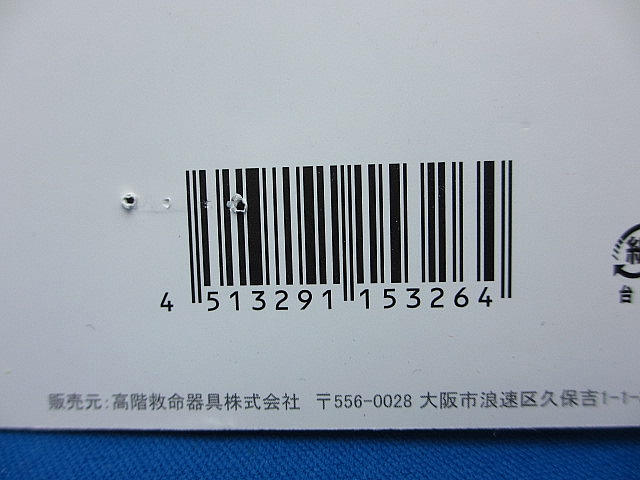 4 513291 153264
台
販売元:高階救命器具株式会社 〒556-0028 大阪市浪速区久保吉1-1-